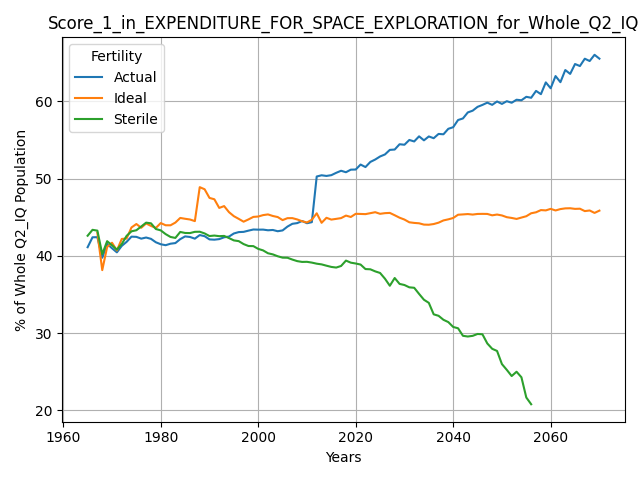 Score_1_in_EXPENDITURE_FOR_SPACE_EXPLORATION_for_Whole_Q2_IQ
Fertility
Actual
Ideal
Sterile
% of Whole Q2_IQ Population
60
50
40
30
20
1960 1980 2000 2020 2040 2060
Years